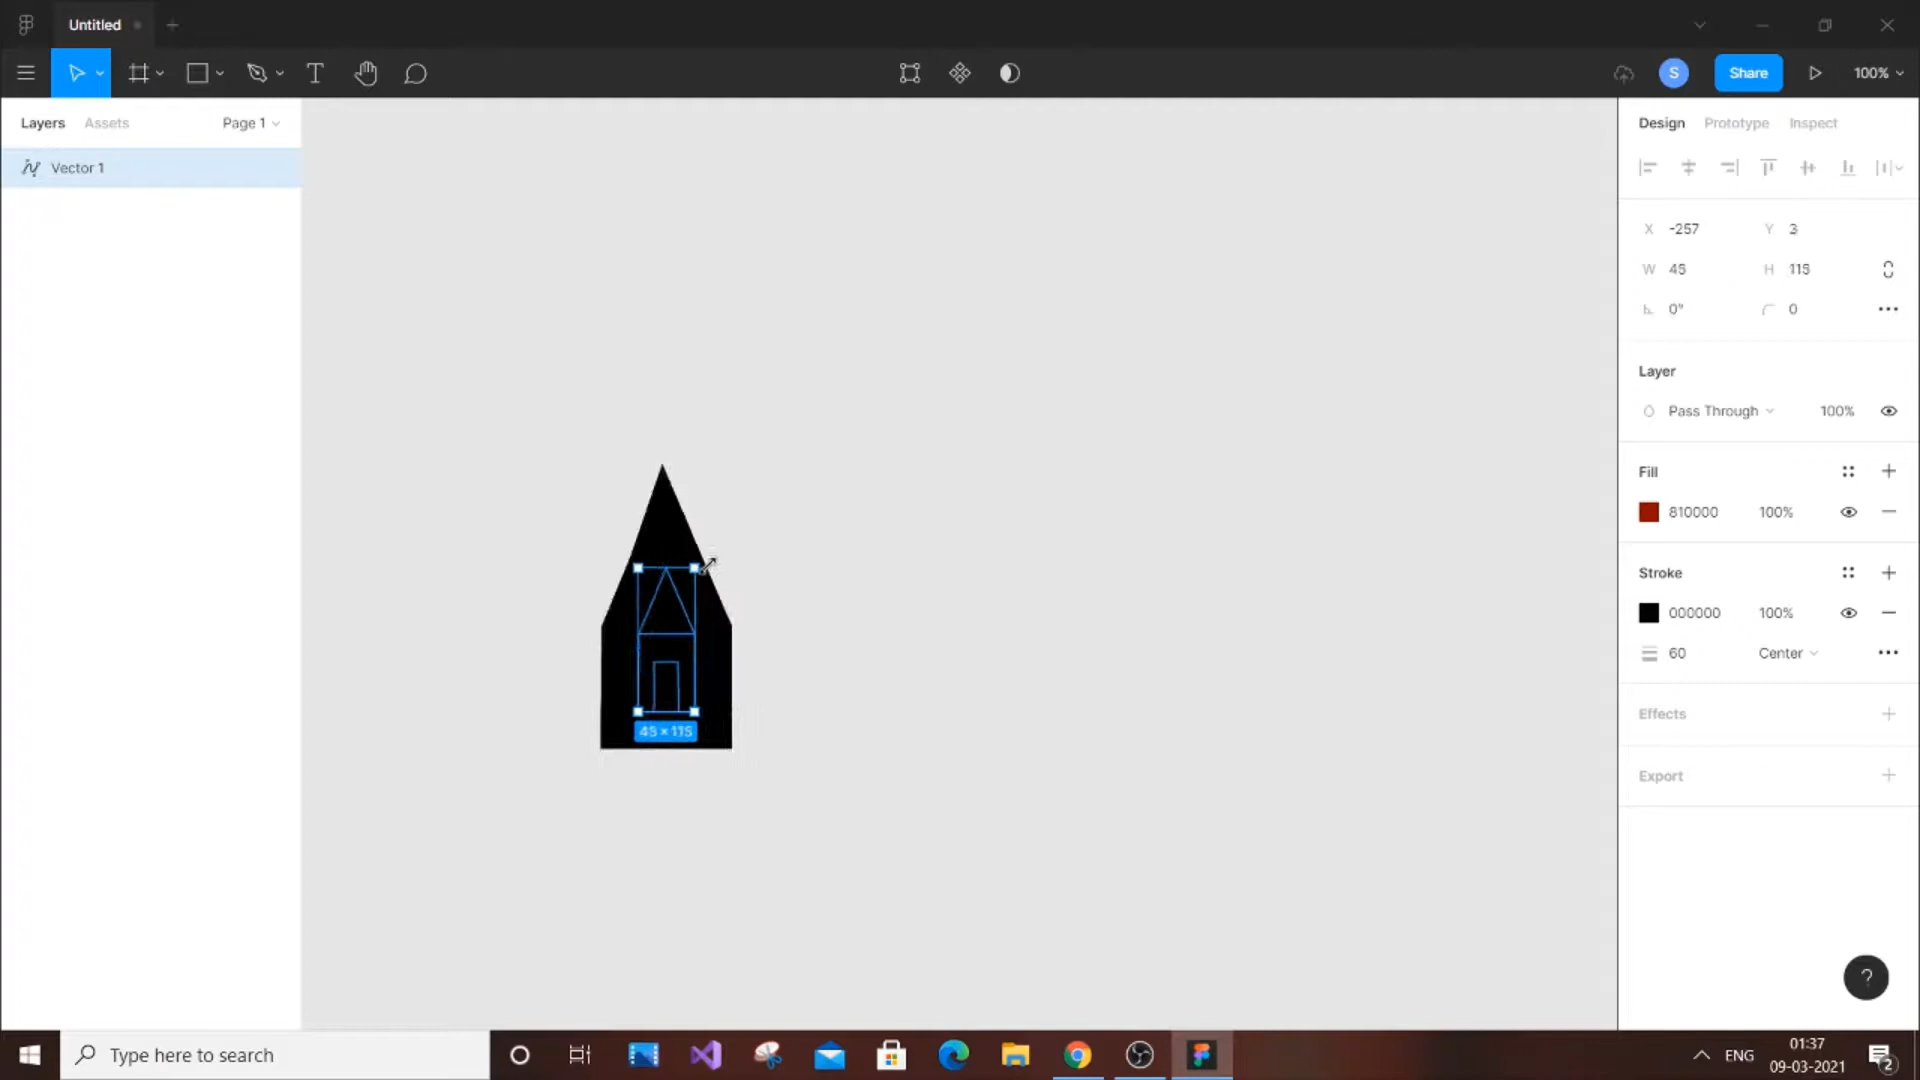 Untitled
Share
100%
Layers Assets Page 1
Design Prototype Inspect
Vector 1
S
X -257 Y 3
W 45 H 115
0° 0
Layer
Pass Through 100%
Fill
810000 100%
Stroke
000000 100%
60 Center
45 × 115
Effects
Export
?
Type here to search
ENG
01:37
09-03-2021
2